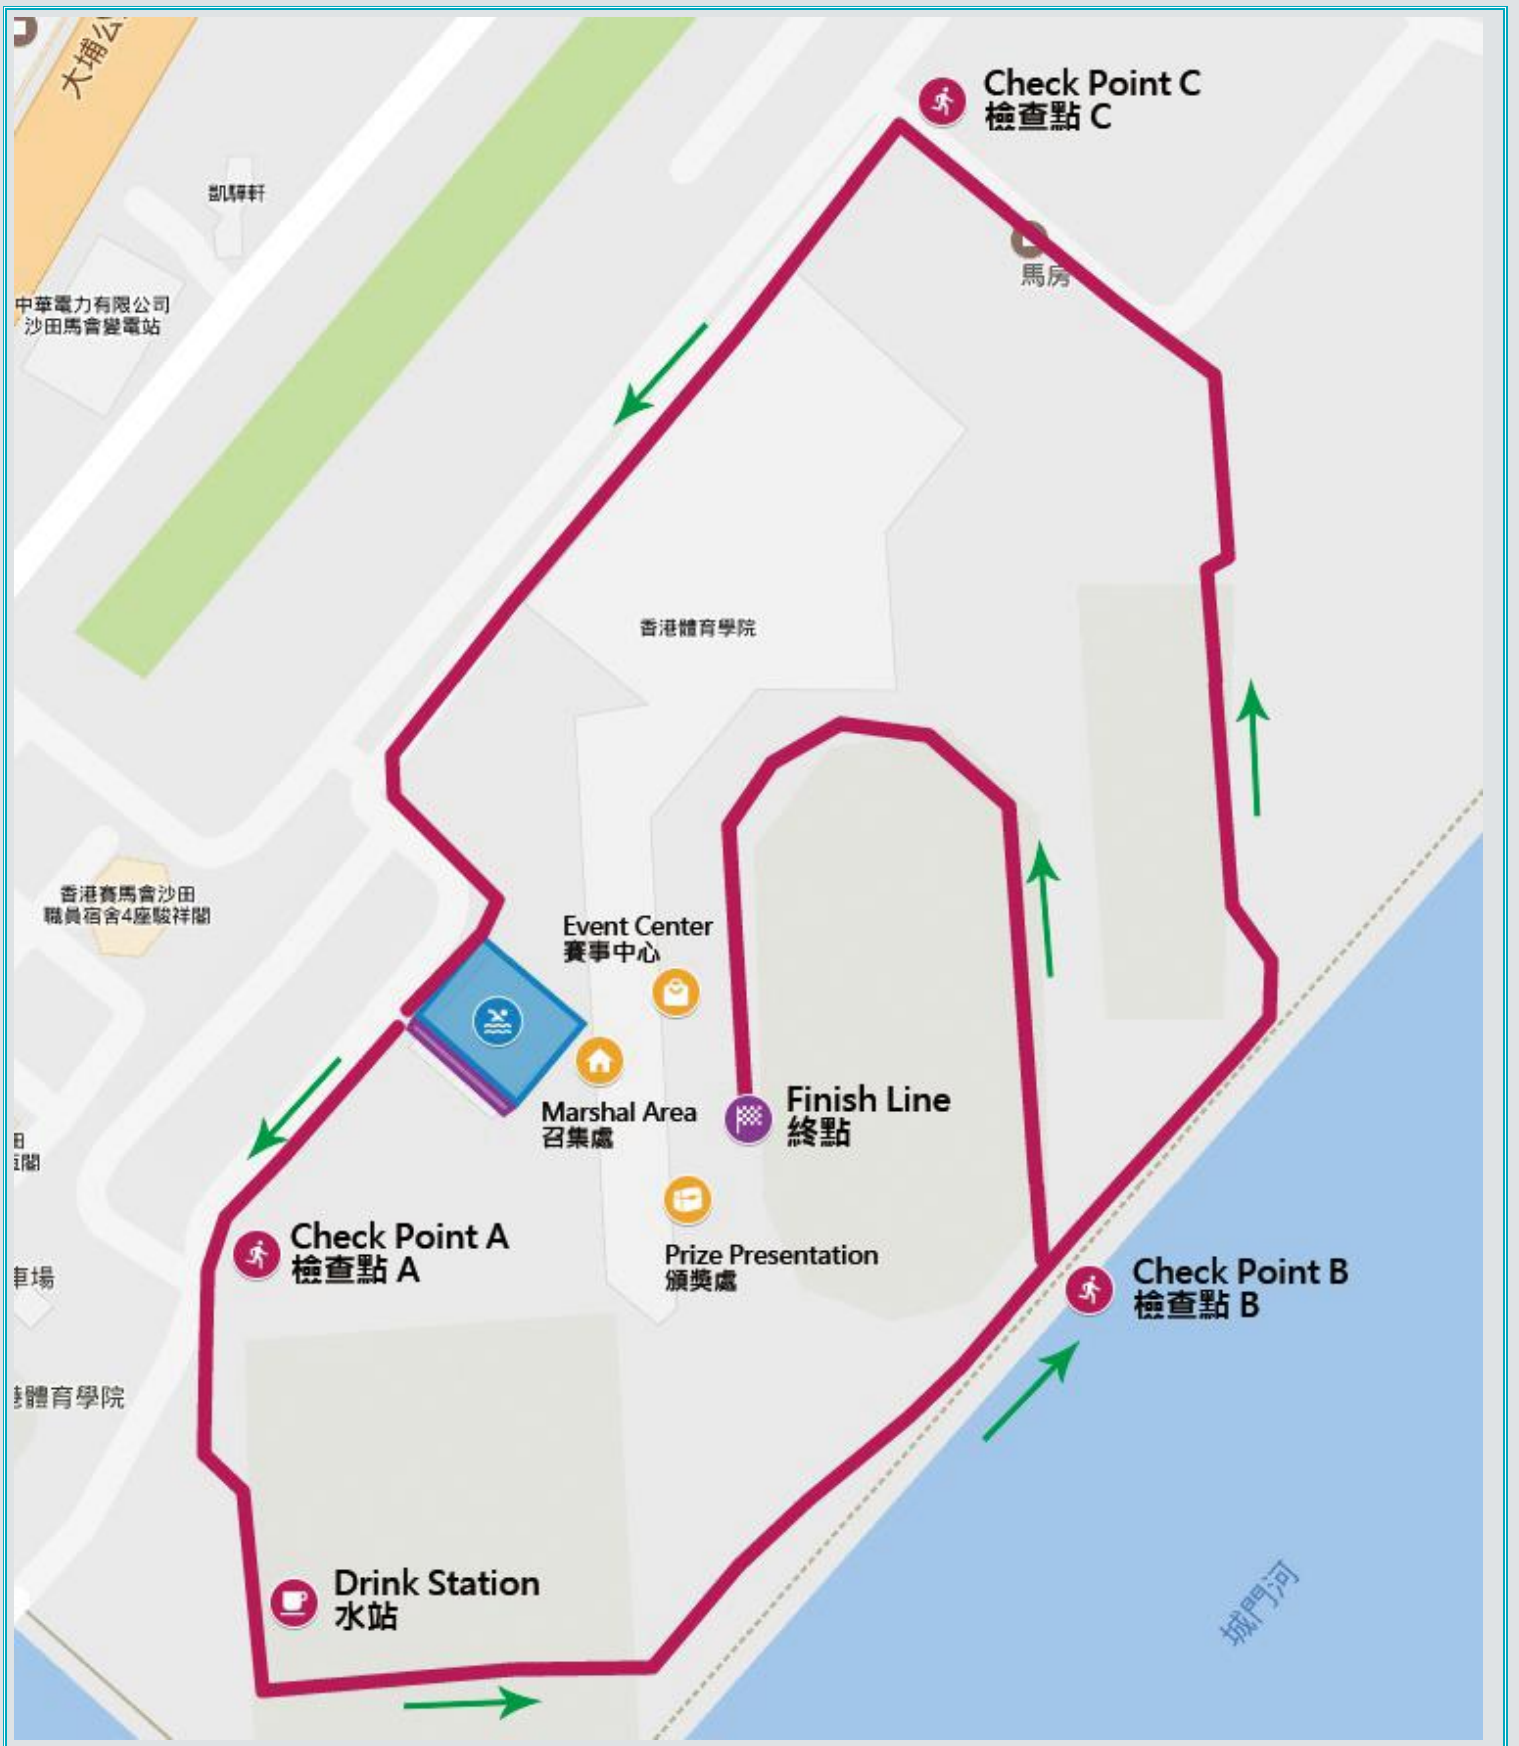 大埔公
Check Point C
檢查點 C
凱驊軒
馬房
中華電力有限公司
沙田馬會變電站
香港體育學院
香港賽馬會沙田
職員宿舍4座駿祥閣
Event Center
賽事中心
Finish Line
終點
Marshal Area
召集處
閣
Check Point A
檢查點 A
Prize Presentation
頒獎處
Check Point B
檢查點 B
車場
港體育學院
Drink Station
水站
城門河